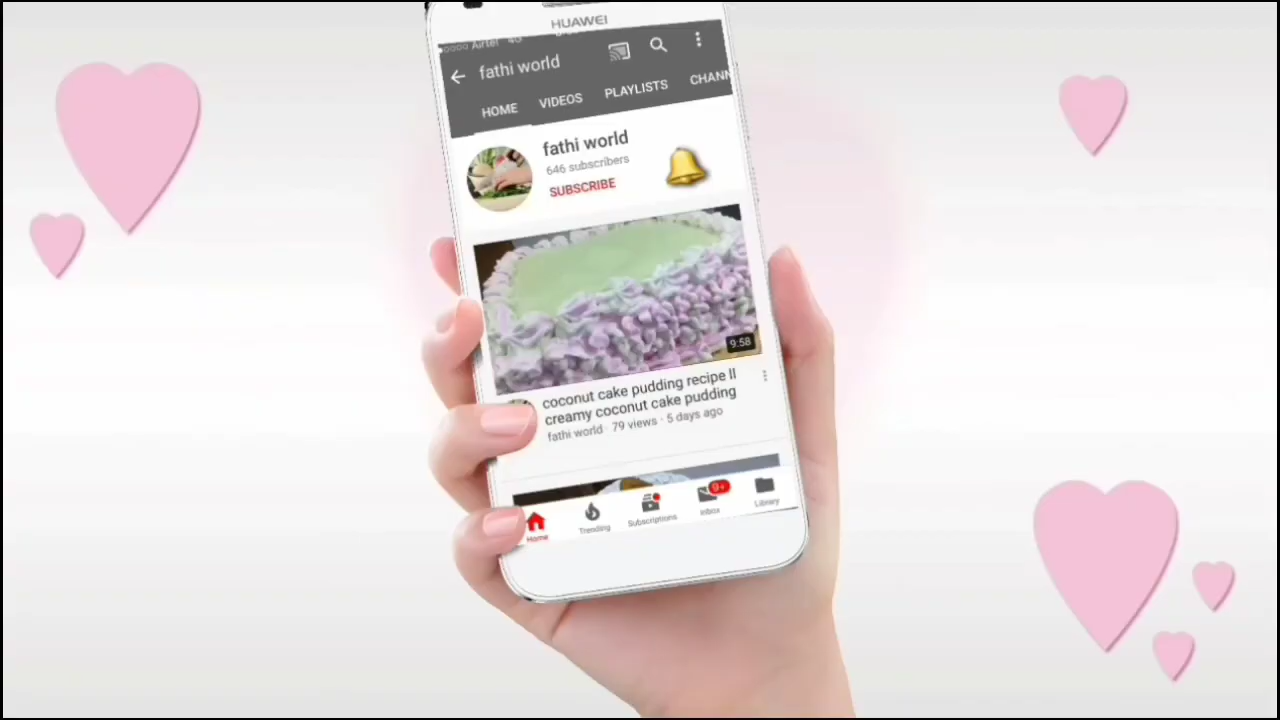 HUAWEI
Airtel 4G
fathi world
HOME VIDEOS PLAYLISTS CHANN
fathi world
646 subscribers
SUBSCRIBE
9:58
coconut cake pudding recipe ll
creamy coconut cake pudding
fathi world · 79 views · 5 days ago
9+
Home Trending Subscriptions Inbox Library